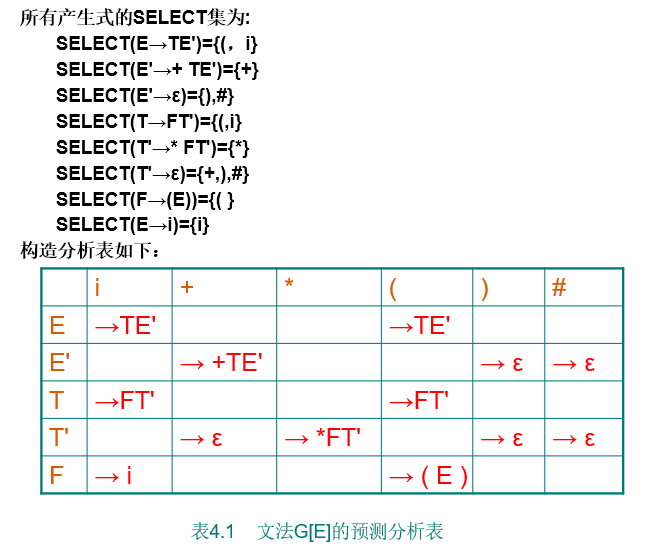 所有产生式的SELECT集为:
SELECT(E→TE')={(，i}
SELECT(E'→+ TE')={+}
SELECT(E'→ε)={),#}
SELECT(T→FT')={(,i}
SELECT(T'→* FT')={*}
SELECT(T'→ε)={+,),#}
SELECT(F→(E))={( }
SELECT(E→i)={i}
构造分析表如下：
i + * ( ) #
E →TE' →TE'
E' → +TE' → ε → ε
T →FT' →FT'
T' → ε → *FT' → ε → ε
F → i → ( E )
表4.1 文法G[E]的预测分析表